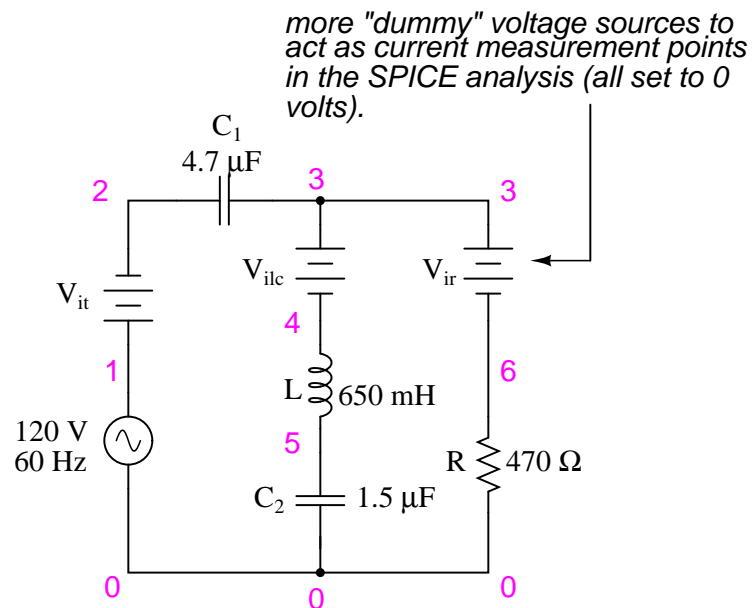 more "dummy" voltage sources to
act as current measurement points
in the SPICE analysis (all set to 0
volts).
C₁
4.7 μF
2
3
3
Vit
Vilc
Vir
4
1
6
L
650 mH
120 V
60 Hz
5
R
470 Ω
C₂
1.5 μF
0
0
0